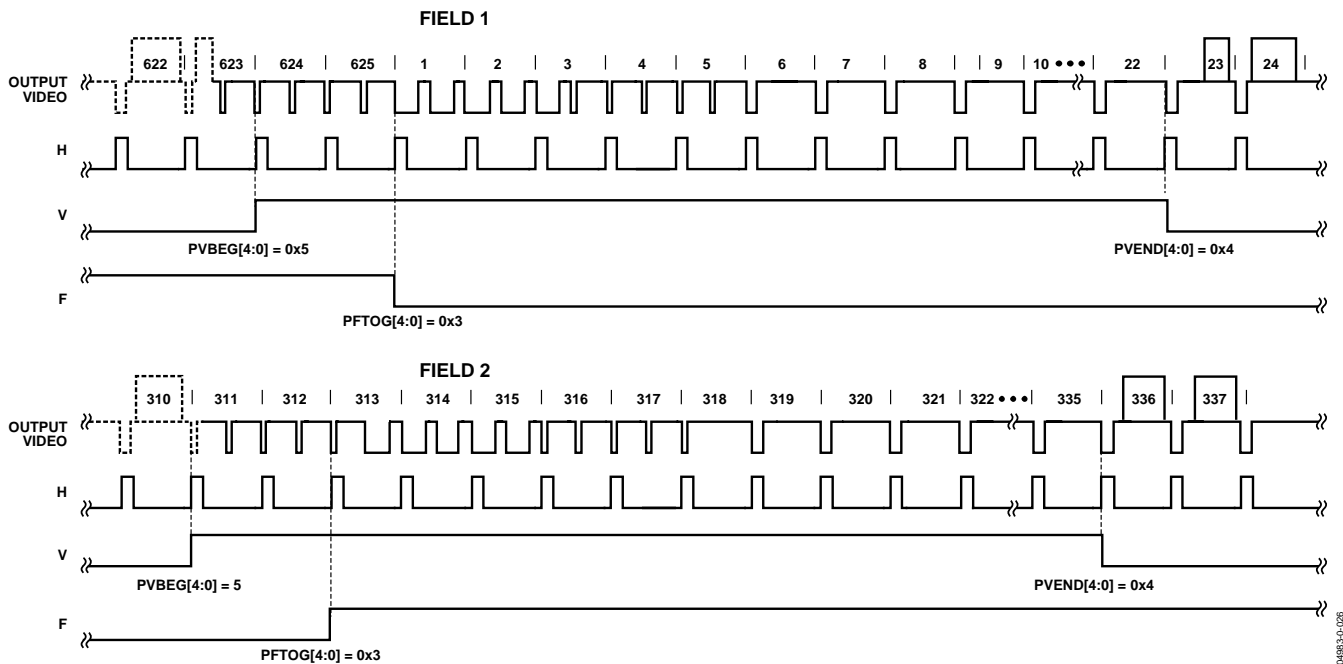 FIELD 1
622 623 624 625 1 2 3 4 5 6 7 8 9 10 ••• 22 23 24
OUTPUT
VIDEO
H
V
PVBEG[4:0] = 0x5 PVEND[4:0] = 0x4
F
PFTOG[4:0] = 0x3
FIELD 2
310 311 312 313 314 315 316 317 318 319 320 321 322 ••• 335 336 337
OUTPUT
VIDEO
H
V
PVBEG[4:0] = 5 PVEND[4:0] = 0x4
F
PFTOG[4:0] = 0x3
04983-0-026